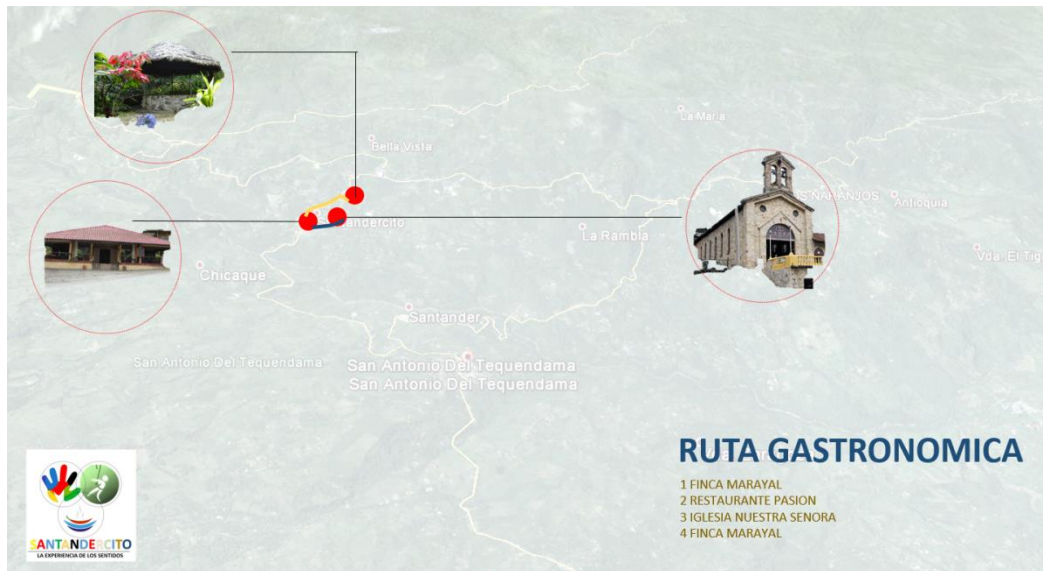 La Maria
Bella Vista
S NARANJOS
Antioquia
Santandercito
La Rambla
Vda. El Tig
Chicaque
Santander
San Antonio Del Tequendama
San Antonio Del Tequendama
San Antonio Del Tequendama
RUTA GASTRONOMICA
1 FINCA MARAYAL
2 RESTAURANTE PASION
3 IGLESIA NUESTRA SENORA
4 FINCA MARAYAL
SANTANDERCITO
LA EXPERIENCIA DE LOS SENTIDOS